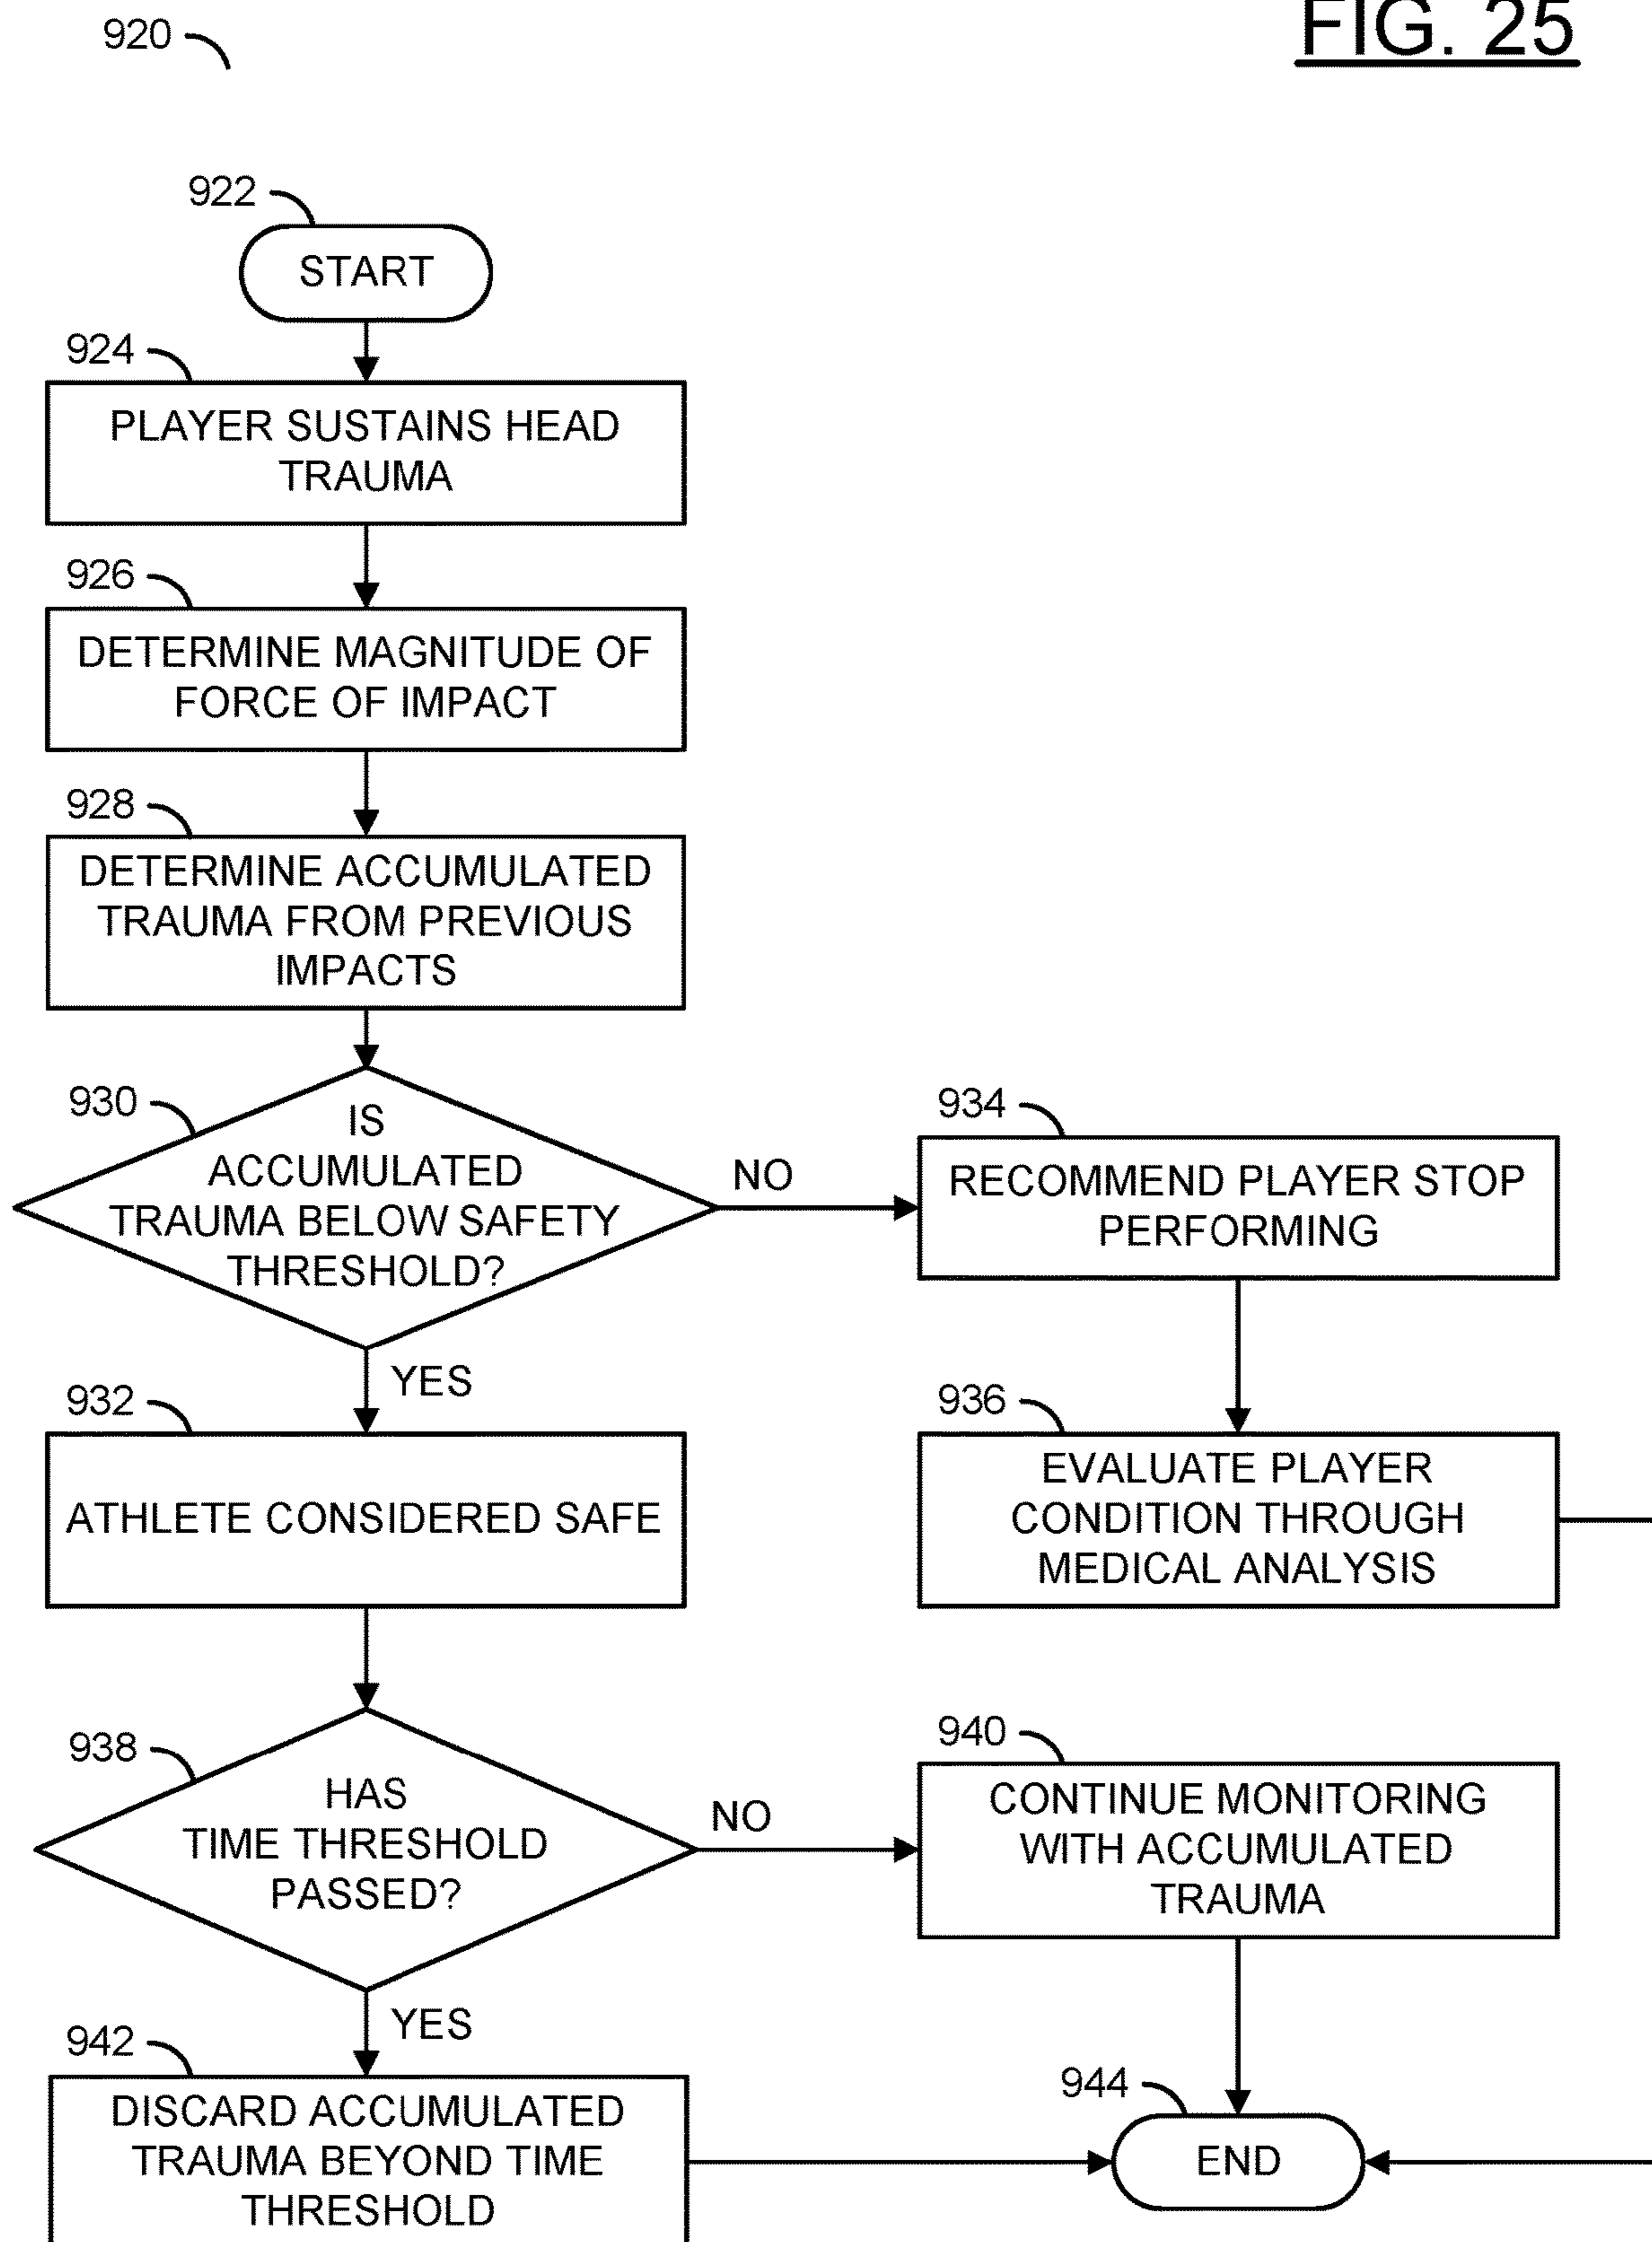 920
FIG. 25
922
START
924
PLAYER SUSTAINS HEAD
TRAUMA
926
DETERMINE MAGNITUDE OF
FORCE OF IMPACT
928
DETERMINE ACCUMULATED
TRAUMA FROM PREVIOUS
IMPACTS
930
IS
ACCUMULATED
TRAUMA BELOW SAFETY
THRESHOLD?
NO
934
RECOMMEND PLAYER STOP
PERFORMING
YES
932
ATHLETE CONSIDERED SAFE
936
EVALUATE PLAYER
CONDITION THROUGH
MEDICAL ANALYSIS
938
HAS
TIME THRESHOLD
PASSED?
NO
940
CONTINUE MONITORING
WITH ACCUMULATED
TRAUMA
YES
942
DISCARD ACCUMULATED
TRAUMA BEYOND TIME
THRESHOLD
944
END